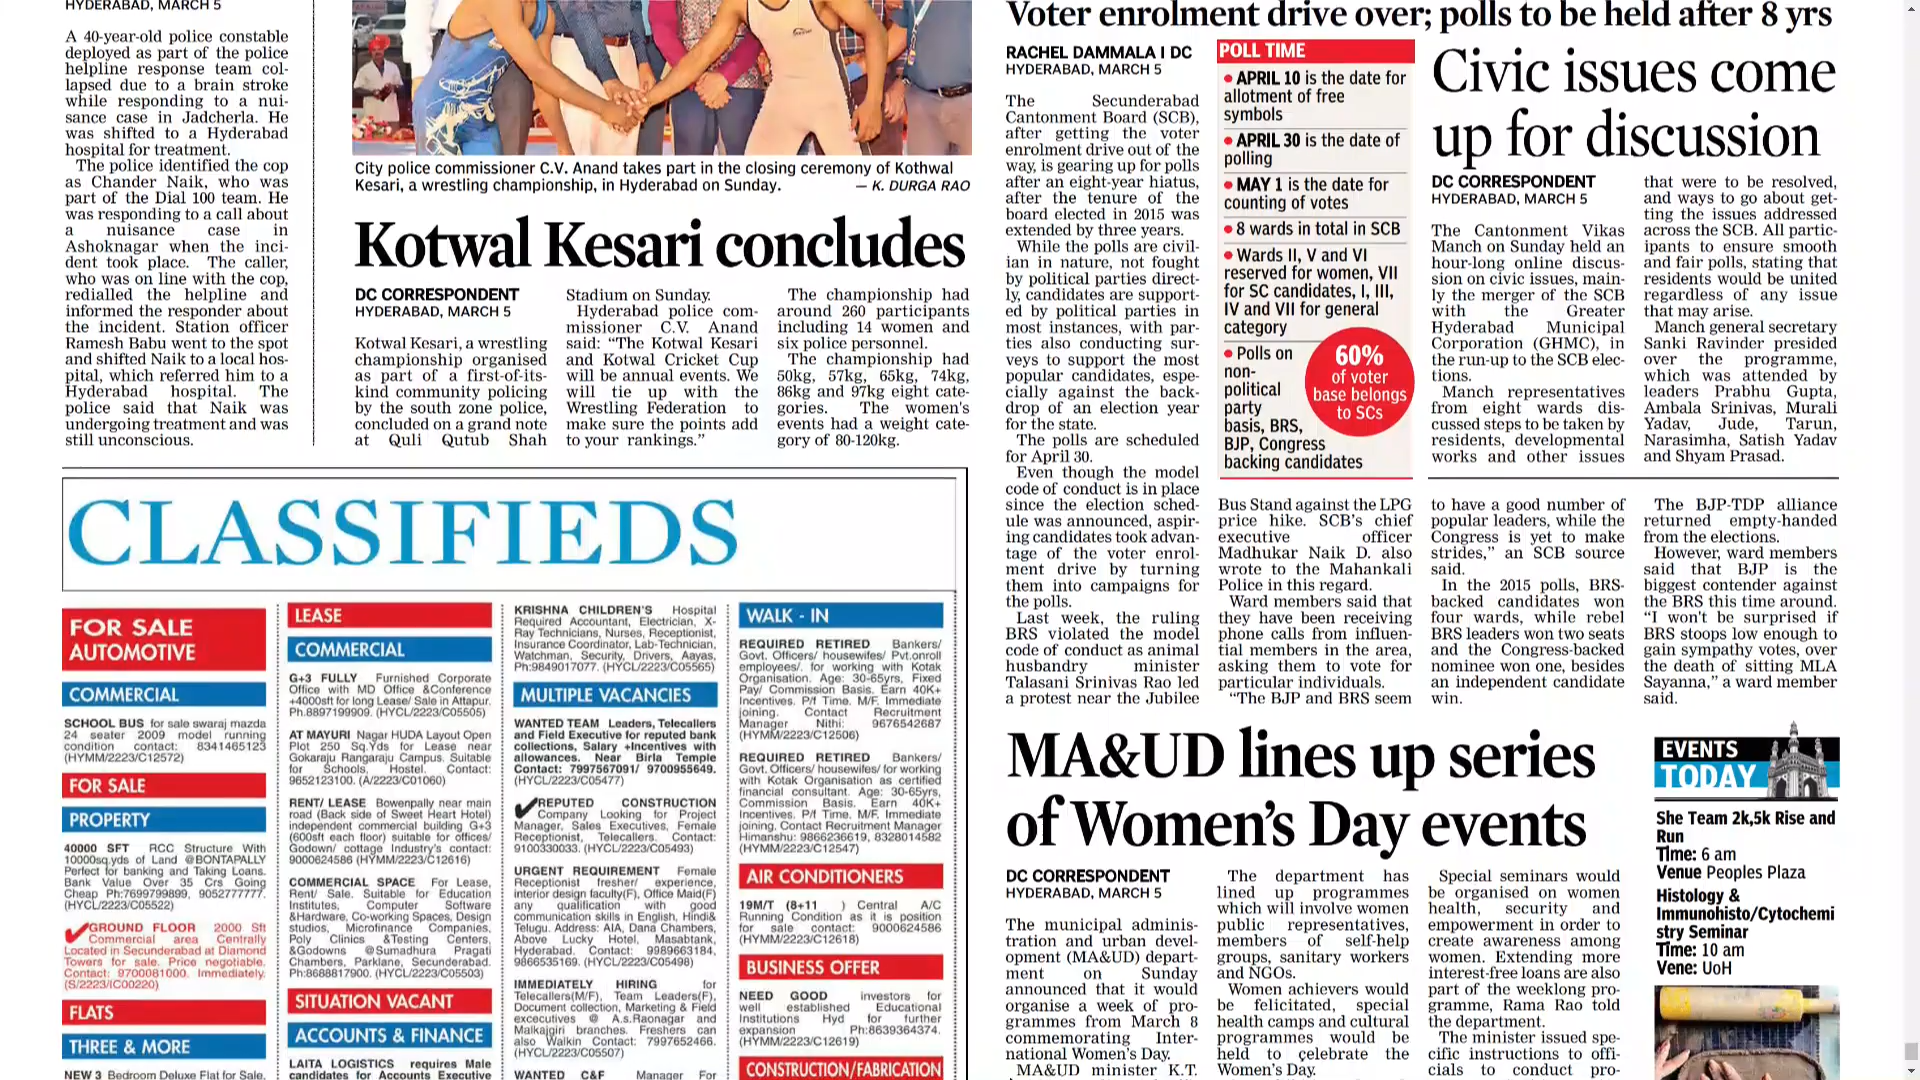 HYDERABAD, MARCH 5
A 40-year-old police constable
deployed as part of the police
helpline response team col-
lapsed due to a brain stroke
while responding to a nui-
sance case in Jadcherla. He
was shifted to a Hyderabad
hospital for treatment.
The police identified the cop
as Chander Naik, who was
part of the Dial 100 team. He
was responding to a call about
a nuisance case in
Ashoknagar when the inci-
dent took place. The caller,
who was on line with the cop,
redialled the helpline and
informed the responder about
the incident. Station officer
Ramesh Babu went to the spot
and shifted Naik to a local hos-
pital, which referred him to a
Hyderabad hospital. The
police said that Naik was
undergoing treatment and was
still unconscious.
City police commissioner C.V. Anand takes part in the closing ceremony of Kothwal
Kesari, a wrestling championship, in Hyderabad on Sunday. — K. DURGA RAO
Kotwal Kesari concludes
DC CORRESPONDENT
HYDERABAD, MARCH 5
Kotwal Kesari, a wrestling
championship organised
as part of a first-of-its-
kind community policing
by the south zone police,
concluded on a grand note
at Quli Qutub Shah
Stadium on Sunday.
Hyderabad police com-
missioner C.V. Anand
said: “The Kotwal Kesari
and Kotwal Cricket Cup
will be annual events. We
will tie up with the
Wrestling Federation to
make sure the points add
to your rankings.”
The championship had
around 260 participants
including 14 women and
six police personnel.
The championship had
50kg, 57kg, 65kg, 74kg,
86kg and 97kg eight cate-
gories. The women's
events had a weight cate-
gory of 80-120kg.
CLASSIFIEDS
FOR SALE
AUTOMOTIVE
COMMERCIAL
SCHOOL BUS for sale swaraj mazda
24 seater 2009 model running
condition contact: 8341465123
(HYMM/2223/C12572)
FOR SALE
PROPERTY
40000 SFT RCC Structure With
10000sq.yds of Land @BONTAPALLY
Perfect for banking and Taking Loans.
Bank Value Over 35 Crs Going
Cheap Ph:7699799899, 9052777777.
(HYCL/2223/C05522)
GROUND FLOOR 2000 Sft
Commercial area Centrally
Located in Secunderabad at Diamond
Towers for sale. Price negotiable.
Contact: 9700081000. Immediately.
(S/2223/IC00220)
FLATS
THREE & MORE
NEW 3 Bedroom Deluxe Flat for Sale.
LEASE
COMMERCIAL
G+3 FULLY Furnished Corporate
Office with MD Office &Conference
+4000sft for long Lease/ Sale in Attapur.
Ph.8897199909. (HYCL/2223/C05505)
AT MAYURI Nagar HUDA Layout Open
Plot 250 Sq.Yds for Lease near
Gokaraju Rangaraju Campus. Suitable
for Schools, Hostel. Contact:
9652123100. (A/2223/C01060)
RENT/ LEASE Bowenpally near main
road (Back side of Sweet Heart Hotel)
independent commercial building G+3
(600sft each floor) suitable for offices/
Godown/ cottage Industry's contact:
9000624586 (HYMM/2223/C12616)
COMMERCIAL SPACE For Lease,
Rent/ Sale. Suitable for Education
Institutes, Computer Software
&Hardware, Co-working Spaces, Design
studios, Microfinance Companies,
Poly Clinics &Testing Centers,
&Godowns @Sumadhura Pragati
Chambers, Parklane, Secunderabad.
Ph:8688817900. (HYCL/2223/C05503)
SITUATION VACANT
ACCOUNTS & FINANCE
LAITA LOGISTICS requires Male
candidates for Accounts Executive
KRISHNA CHILDREN'S Hospital
Required Accountant, Electrician, X-
Ray Technicians, Nurses, Receptionist,
Insurance Coordinator, Lab-Technician,
Watchman, Security, Drivers, Aayas,
Ph:9849017077. (HYCL/2223/C05565)
MULTIPLE VACANCIES
WANTED TEAM Leaders, Telecallers
and Field Executive for reputed bank
collections, Salary +Incentives with
allowances. Near Birla Temple
Contact: 7997567091/ 9700955649.
(HYCL/2223/C05477)
REPUTED CONSTRUCTION
Company Looking for Project
Manager, Sales Executives, Female
Receptionist, Telecallers. Contact:
9100330033. (HYCL/2223/C05493)
URGENT REQUIREMENT Female
Receptionist fresher/ experience,
interior design faculty(F), Office Maid(F)
any qualification with good
communication skills in English, Hindi&
Telugu. Address: AIA, Dana Chambers,
Above Lucky Hotel, Masabtank,
Hyderabad. Contact: 9989663184,
9866535169. (HYCL/2223/C05498)
IMMEDIATELY HIRING for
Telecallers(M/F), Team Leaders(F),
Document collection, Marketing & Field
excecutives @ A.s.Raonagar and
Malkajgiri branches. Freshers can
also Walkin Contact: 7997652466.
(HYCL/2223/C05507)
WANTED C&F Manager For
WALK - IN
REQUIRED RETIRED Bankers/
Govt. Officers/ housewifes/ Pvt.onroll
employees/. for working with Kotak
Organisation. Age: 30-65yrs, Fixed
Pay/ Commission Basis. Earn 40K+
Incentives. P/f Time. M/F. Immediate
joining. Contact Recruitment
Manager Nithi: 9676542687
(HYMM/2223/C12506)
REQUIRED RETIRED Bankers/
Govt. Officers/ housewifes/ for working
with Kotak Organisation as certified
financial consultant. Age: 30-65yrs,
Commission Basis. Earn 40K+
Incentives. P/f Time. M/F. Immediate
joining. Contact Recruitment Manager
Himanshu: 9866236619, 8328014582
(HYMM/2223/C12547)
AIR CONDITIONERS
19M/T (8+11 ) Central A/C
Running Condition as it is position
for sale contact: 9000624586
(HYMM/2223/C12618)
BUSINESS OFFER
NEED GOOD investors for
well established Educational
Institutions Hyd for further
expansion Ph:8639364374.
(HYMM/2223/C12619)
CONSTRUCTION/FABRICATION
Voter enrolment drive over; polls to be held after 8 yrs
RACHEL DAMMALA I DC
HYDERABAD, MARCH 5
The Secunderabad
Cantonment Board (SCB),
after getting the voter
enrolment drive out of the
way, is gearing up for polls
after an eight-year hiatus,
after the tenure of the
board elected in 2015 was
extended by three years.
While the polls are civil-
ian in nature, not fought
by political parties direct-
ly, candidates are support-
ed by political parties in
most instances, with par-
ties also conducting sur-
veys to support the most
popular candidates, espe-
cially against the back-
drop of an election year
for the state.
The polls are scheduled
for April 30.
Even though the model
code of conduct is in place
since the election sched-
ule was announced, aspir-
ing candidates took advan-
tage of the voter enrol-
ment drive by turning
them into campaigns for
the polls.
Last week, the ruling
BRS violated the model
code of conduct as animal
husbandry minister
Talasani Srinivas Rao led
a protest near the Jubilee
POLL TIME
● APRIL 10 is the date for
allotment of free
symbols
● APRIL 30 is the date of
polling
● MAY 1 is the date for
counting of votes
● 8 wards in total in SCB
● Wards II, V and VI
reserved for women, VII
for SC candidates, I, III,
IV and VII for general
category
● Polls on
non-
political
party
basis, BRS,
BJP, Congress
backing candidates
60%
of voter
base belongs
to SCs
Bus Stand against the LPG
price hike. SCB's chief
executive officer
Madhukar Naik D. also
wrote to the Mahankali
Police in this regard.
Ward members said that
they have been receiving
phone calls from influen-
tial members in the area,
asking them to vote for
particular individuals.
“The BJP and BRS seem
to have a good number of
popular leaders, while the
Congress is yet to make
strides,” an SCB source
said.
In the 2015 polls, BRS-
backed candidates won
four wards, while rebel
BRS leaders won two seats
and the Congress-backed
nominee won one, besides
an independent candidate
win.
The BJP-TDP alliance
returned empty-handed
from the elections.
However, ward members
said that BJP is the
biggest contender against
the BRS this time around.
“I won't be surprised if
BRS stoops low enough to
gain sympathy votes, over
the death of sitting MLA
Sayanna,” a ward member
said.
Civic issues come
up for discussion
DC CORRESPONDENT
HYDERABAD, MARCH 5
The Cantonment Vikas
Manch on Sunday held an
hour-long online discus-
sion on civic issues, main-
ly the merger of the SCB
with the Greater
Hyderabad Municipal
Corporation (GHMC), in
the run-up to the SCB elec-
tions.
Manch representatives
from eight wards dis-
cussed steps to be taken by
residents, developmental
works and other issues
that were to be resolved,
and ways to go about get-
ting the issues addressed
across the SCB. All partic-
ipants to ensure smooth
and fair polls, stating that
residents would be united
regardless of any issue
that may arise.
Manch general secretary
Sanki Ravinder presided
over the programme,
which was attended by
leaders Prabhu Gupta,
Ambala Srinivas, Murali
Yadav, Jude, Tarun,
Narasimha, Satish Yadav
and Shyam Prasad.
MA&UD lines up series
of Women's Day events
DC CORRESPONDENT
HYDERABAD, MARCH 5
The municipal adminis-
tration and urban devel-
opment (MA&UD) depart-
ment on Sunday
announced that it would
organise a week of pro-
grammes from March 8
commemorating Inter-
national Women's Day.
MA&UD minister K.T.
The department has
lined up programmes
which will involve women
public representatives,
members of self-help
groups, sanitary workers
and NGOs.
Women achievers would
be felicitated, special
health camps and cultural
programmes would be
held to celebrate the
Women's Day.
Special seminars would
be organised on women
health, security and
empowerment in order to
create awareness among
women. Extending more
interest-free loans are also
part of the weeklong pro-
gramme, Rama Rao told
the department.
The minister issued spe-
cific instructions to offi-
cials to conduct pro-
EVENTS
TODAY
She Team 2k,5k Rise and
Run
Time: 6 am
Venue Peoples Plaza
Histology &
Immunohisto/Cytochemi
stry Seminar
Time: 10 am
Vene: UoH